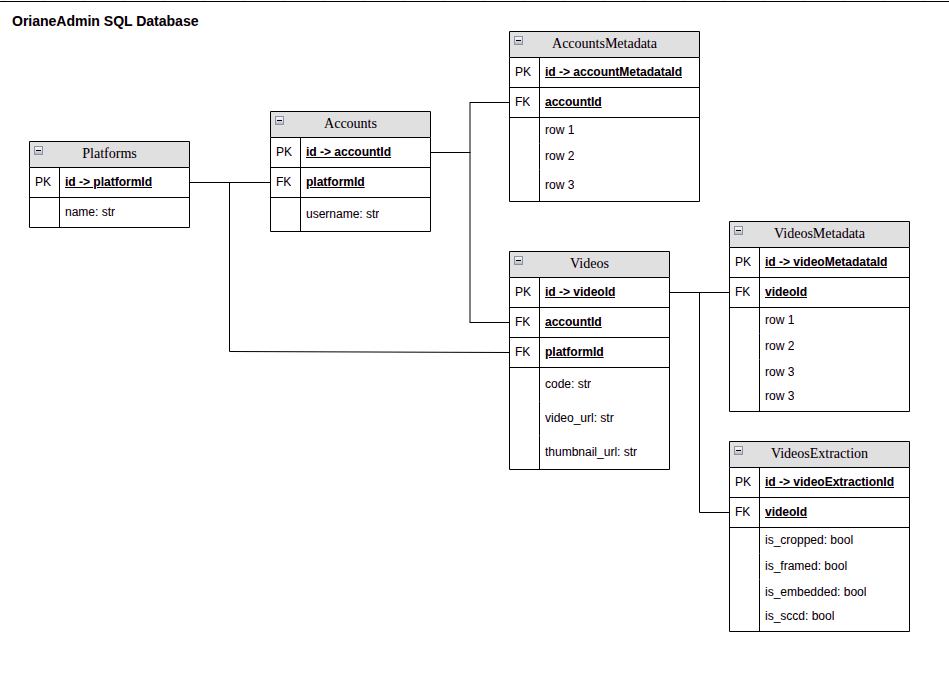 OrianeAdmin SQL Database
Platforms
PK id -> platformId
name: str
Accounts
PK id -> accountId
FK platformId
username: str
AccountsMetadata
PK id -> accountMetadataId
FK accountId
row 1
row 2
row 3
Videos
PK id -> videoId
FK accountId
FK platformId
code: str
video_url: str
thumbnail_url: str
VideosMetadata
PK id -> videoMetadataId
FK videoId
row 1
row 2
row 3
row 3
VideosExtraction
PK id -> videoExtractionId
FK videoId
is_cropped: bool
is_framed: bool
is_embedded: bool
is_sccd: bool